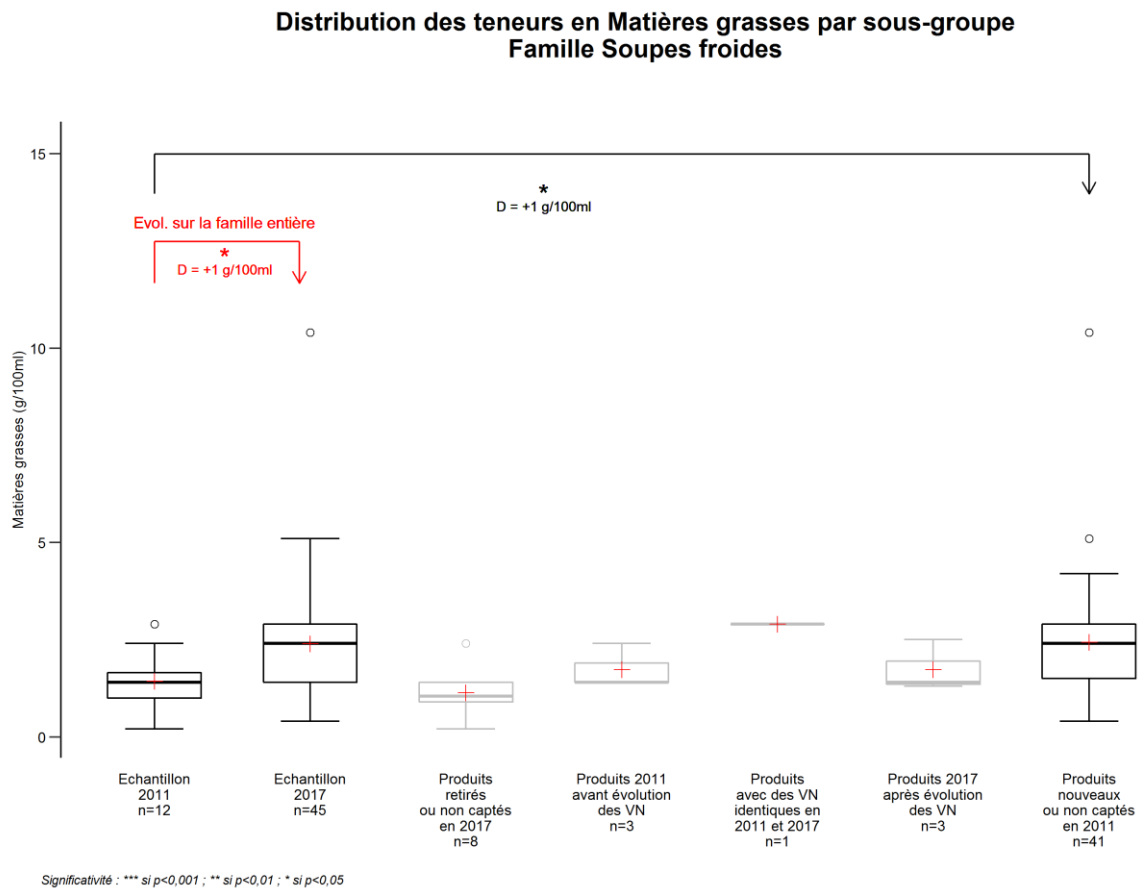 Distribution des teneurs en Matières grasses par sous-groupe
Famille Soupes froides
15
*
D = +1 g/100ml
Evol. sur la famille entière
*
D = +1 g/100ml
10
Matières grasses (g/100ml)
5
0
Echantillon
2011
n=12
Echantillon
2017
n=45
Produits
retirés
ou non captés
en 2017
n=8
Produits 2011
avant évolution
des VN
n=3
Produits
avec des VN
identiques en
2011 et 2017
n=1
Produits 2017
après évolution
des VN
n=3
Produits
nouveaux
ou non captés
en 2011
n=41
Significativité : *** si p<0,001 ; ** si p<0,01 ; * si p<0,05